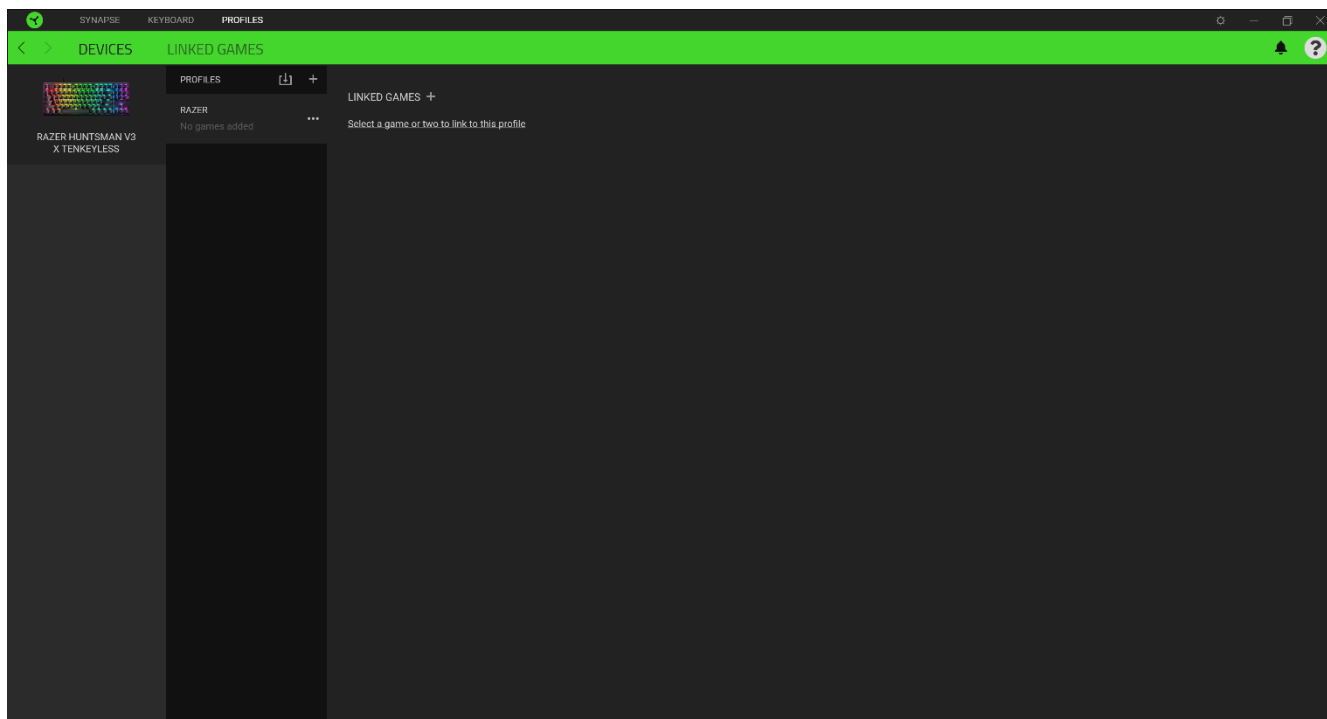 SYNAPSE KEYBOARD PROFILES
DEVICES LINKED GAMES
?
RAZER HUNTSMAN V3
X TENKEYLESS
PROFILES
RAZER
No games added
LINKED GAMES +
Select a game or two to link to this profile